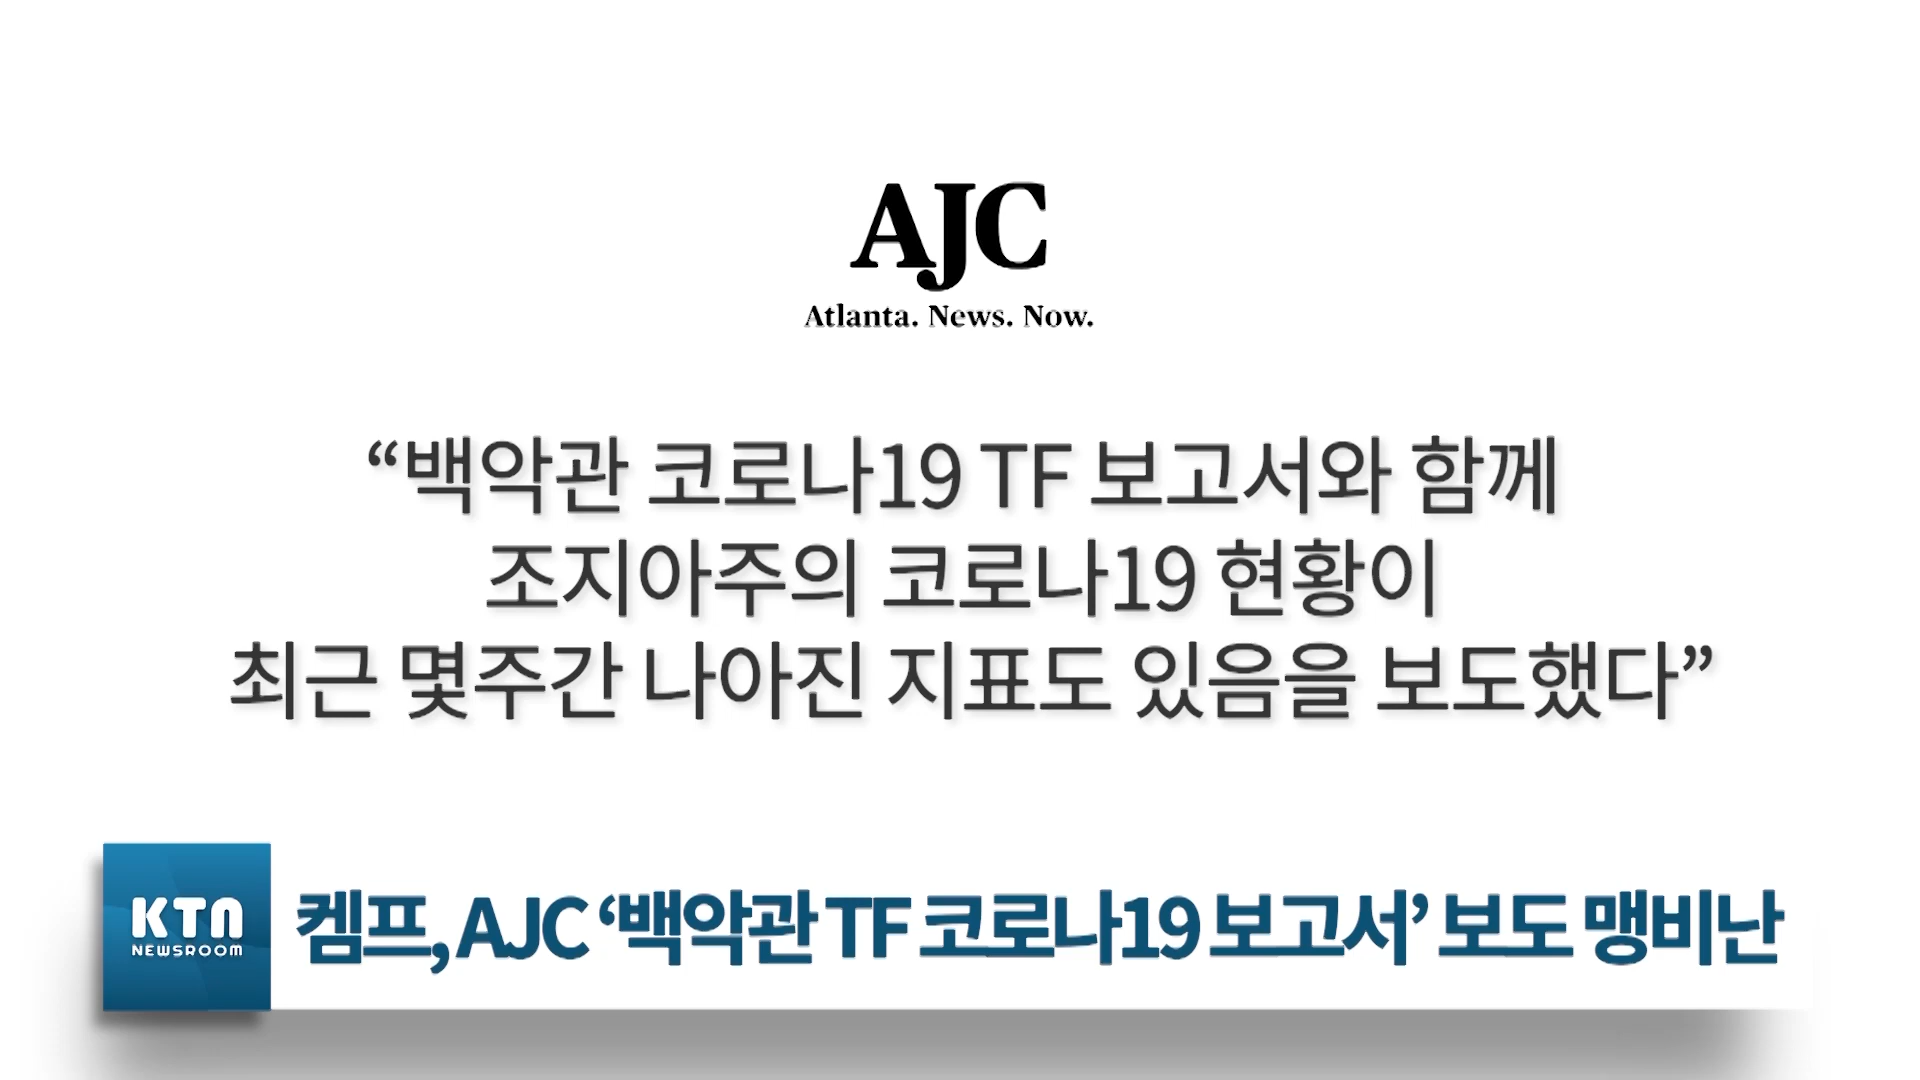 AJC
Atlanta. News. Now.
“백악관 코로나19 TF 보고서와 함께
조지아주의 코로나19 현황이
최근 몇주간 나아진 지표도 있음을 보도했다”
KTN
NEWSROOM
켐프, AJC ‘백악관 TF 코로나19 보고서’ 보도 맹비난